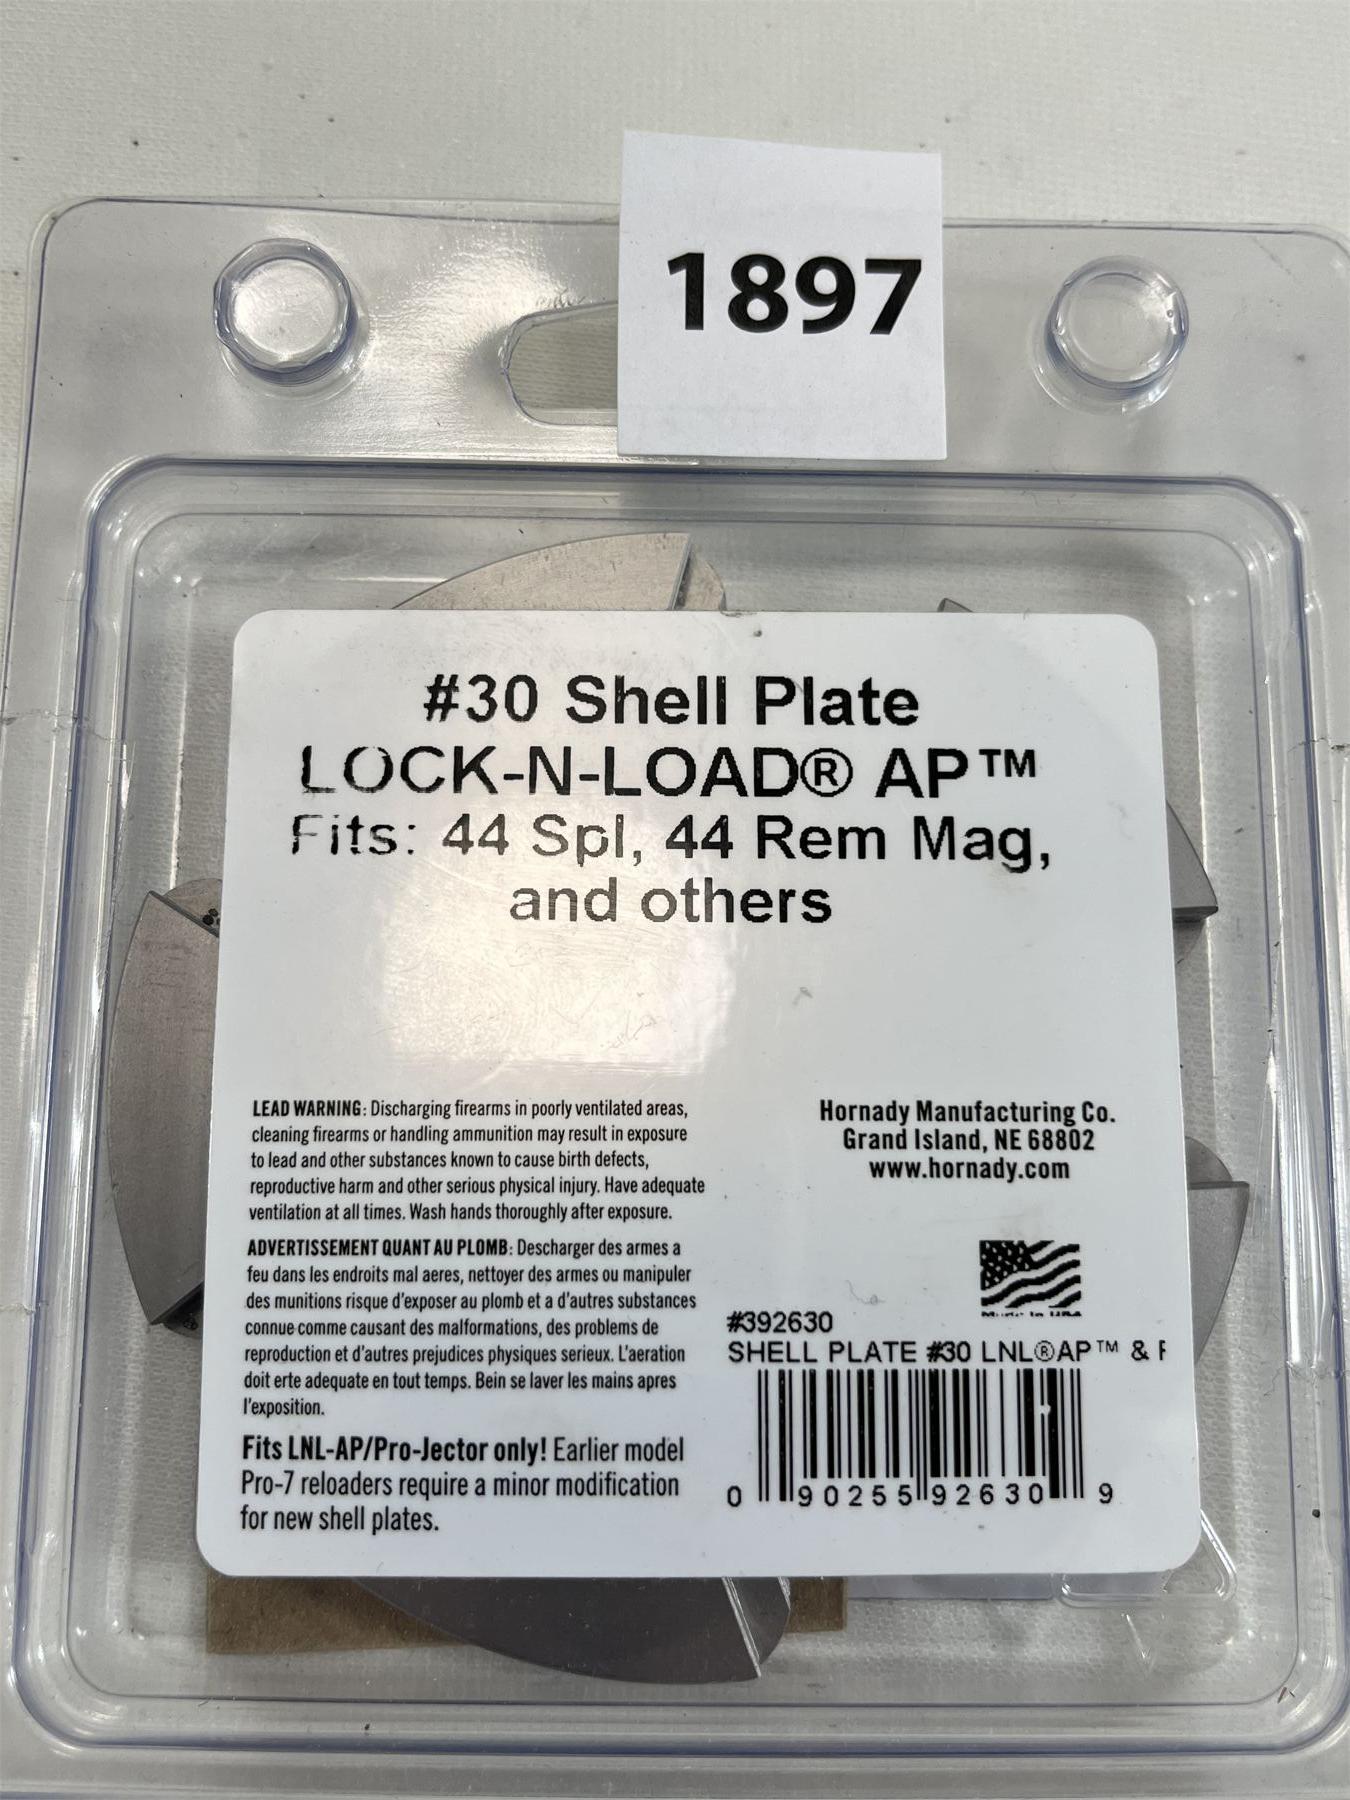 1897
#30 Shell Plate
LOCK-N-LOAD® AP™
Fits: 44 Spl, 44 Rem Mag,
and others
LEAD WARNING: Discharging firearms in poorly ventilated areas,
cleaning firearms or handling ammunition may result in exposure
to lead and other substances known to cause birth defects,
reproductive harm and other serious physical injury. Have adequate
ventilation at all times. Wash hands thoroughly after exposure.
ADVERTISSEMENT QUANT AU PLOMB: Descharger des armes a
feu dans les endroits mal aeres, nettoyer des armes ou manipuler
des munitions risque d'exposer au plomb et a d'autres substances
connue comme causant des malformations, des problems de
reproduction et d'autres prejudices physiques serieux. L'aeration
doit erte adequate en tout temps. Bein se laver les mains apres
l'exposition.
Fits LNL-AP/Pro-Jector only! Earlier model
Pro-7 reloaders require a minor modification
for new shell plates.
Hornady Manufacturing Co.
Grand Island, NE 68802
www.hornady.com
Made in USA
#392630
SHELL PLATE #30 LNL®AP™ & P
0 90255 92630 9